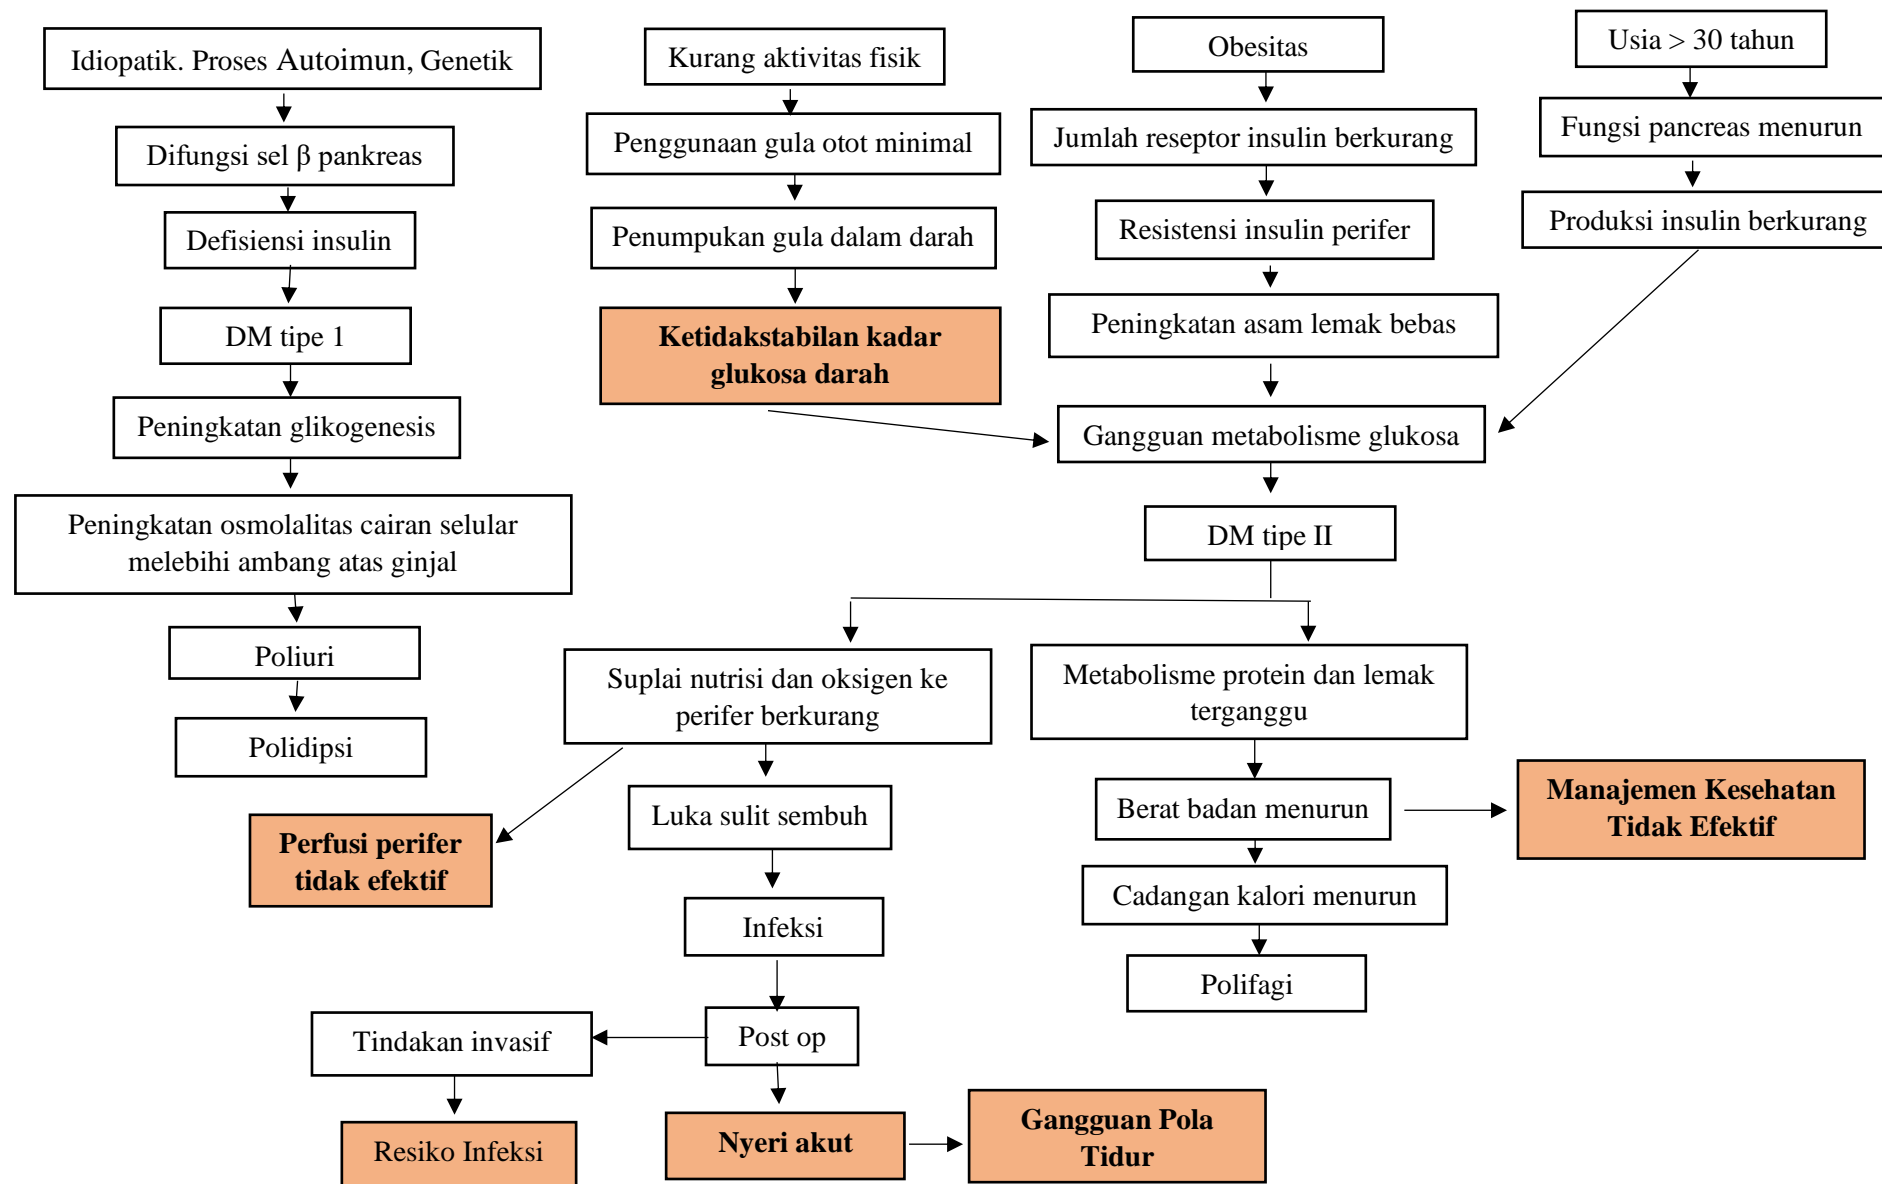 Idiopatik. Proses Autoimun, Genetik
Difungsi sel β pankreas
Defisiensi insulin
DM tipe 1
Peningkatan glikogenesis
Peningkatan osmolalitas cairan selular
melebihi ambang atas ginjal
Poliuri
Polidipsi
Kurang aktivitas fisik
Penggunaan gula otot minimal
Penumpukan gula dalam darah
Ketidakstabilan kadar
glukosa darah
Obesitas
Jumlah reseptor insulin berkurang
Resistensi insulin perifer
Peningkatan asam lemak bebas
Gangguan metabolisme glukosa
Usia > 30 tahun
Fungsi pancreas menurun
Produksi insulin berkurang
DM tipe II
Suplai nutrisi dan oksigen ke
perifer berkurang
Perfusi perifer
tidak efektif
Luka sulit sembuh
Infeksi
Post op
Tindakan invasif
Resiko Infeksi
Nyeri akut
Gangguan Pola
Tidur
Metabolisme protein dan lemak
terganggu
Berat badan menurun
Manajemen Kesehatan
Tidak Efektif
Cadangan kalori menurun
Polifagi